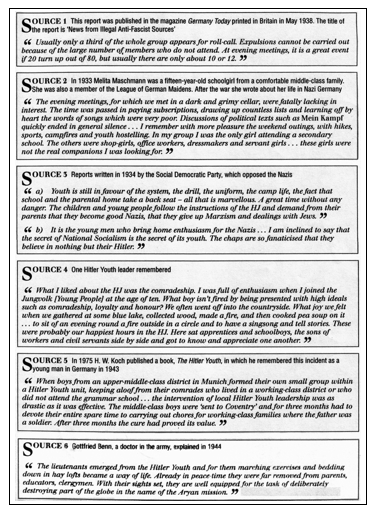 SOURCE 1 This report was published in the magazine Germany Today printed in Britain in May 1938. The title of
the report is 'News from Illegal Anti-Fascist Sources'
“ Usually only a third of the whole group appears for roll-call. Expulsions cannot be carried out
because of the large number of members who do not attend. At evening meetings, it is a great event
if 20 turn up out of 80, but usually there are only about 10 or 12. ”
SOURCE 2 In 1933 Melita Maschmann was a fifteen-year-old schoolgirl from a comfortable middle-class family.
She was also a member of the League of German Maidens. After the war she wrote about her life in Nazi Germany
“ The evening meetings, for which we met in a dark and grimy cellar, were fatally lacking in
interest. The time was passed in paying subscriptions, drawing up countless lists and learning off by
heart the words of songs which were very poor. Discussions of political texts such as Mein Kampf
quickly ended in general silence . . . I remember with more pleasure the weekend outings, with hikes,
sports, campfires and youth hostelling. In my group I was the only girl attending a secondary
school. The others were shop-girls, office workers, dressmakers and servant girls . . . these girls were
not the real companions I was looking for. ”
SOURCE 3 Reports written in 1934 by the Social Democratic Party, which opposed the Nazis
“ a) Youth is still in favour of the system, the drill, the uniform, the camp life, the fact that
school and the parental home take a back seat – all that is marvellous. A great time without any
danger. The children and young people follow the instructions of the HJ and demand from their
parents that they become good Nazis, that they give up Marxism and dealings with Jews. ”
“ b) It is the young men who bring home enthusiasm for the Nazis . . . I am inclined to say that
the secret of National Socialism is the secret of its youth. The chaps are so fanaticised that they
believe in nothing but their Hitler. ”
SOURCE 4 One Hitler Youth leader remembered
“ What I liked about the HJ was the comradeship. I was full of enthusiasm when I joined the
Jungvolk [Young People] at the age of ten. What boy isn't fired by being presented with high ideals
such as comradeship, loyalty and honour? We often went off into the countryside. What joy we felt
when we gathered at some blue lake, collected wood, made a fire, and then cooked pea soup on it
. . . to sit of an evening round a fire outside in a circle and to have a singsong and tell stories. These
were probably our happiest hours in the HJ. Here sat apprentices and schoolboys, the sons of
workers and civil servants side by side and got to know and appreciate one another. ”
SOURCE 5 In 1975 H. W. Koch published a book, The Hitler Youth, in which he remembered this incident as a
young man in Germany in 1943
“ When boys from an upper-middle-class district in Munich formed their own small group within
a Hitler Youth unit, keeping aloof from their comrades who lived in a working-class district or who
did not attend the grammar school . . . the intervention of local Hitler Youth leadership was as
drastic as it was effective. The middle-class boys were 'sent to Coventry' and for three months had to
devote their entire spare time to carrying out chores for working-class families where the father was
a soldier. After three months the cure had proved its value. ”
SOURCE 6 Gottfried Benn, a doctor in the army, explained in 1944
“ The lieutenants emerged from the Hitler Youth and for them marching exercises and bedding
down in hay lofts became a way of life. Already in peace-time they were far removed from parents,
educators, clergymen. With their sights set, they are well equipped for the task of deliberately
destroying part of the globe in the name of the Aryan mission. ”